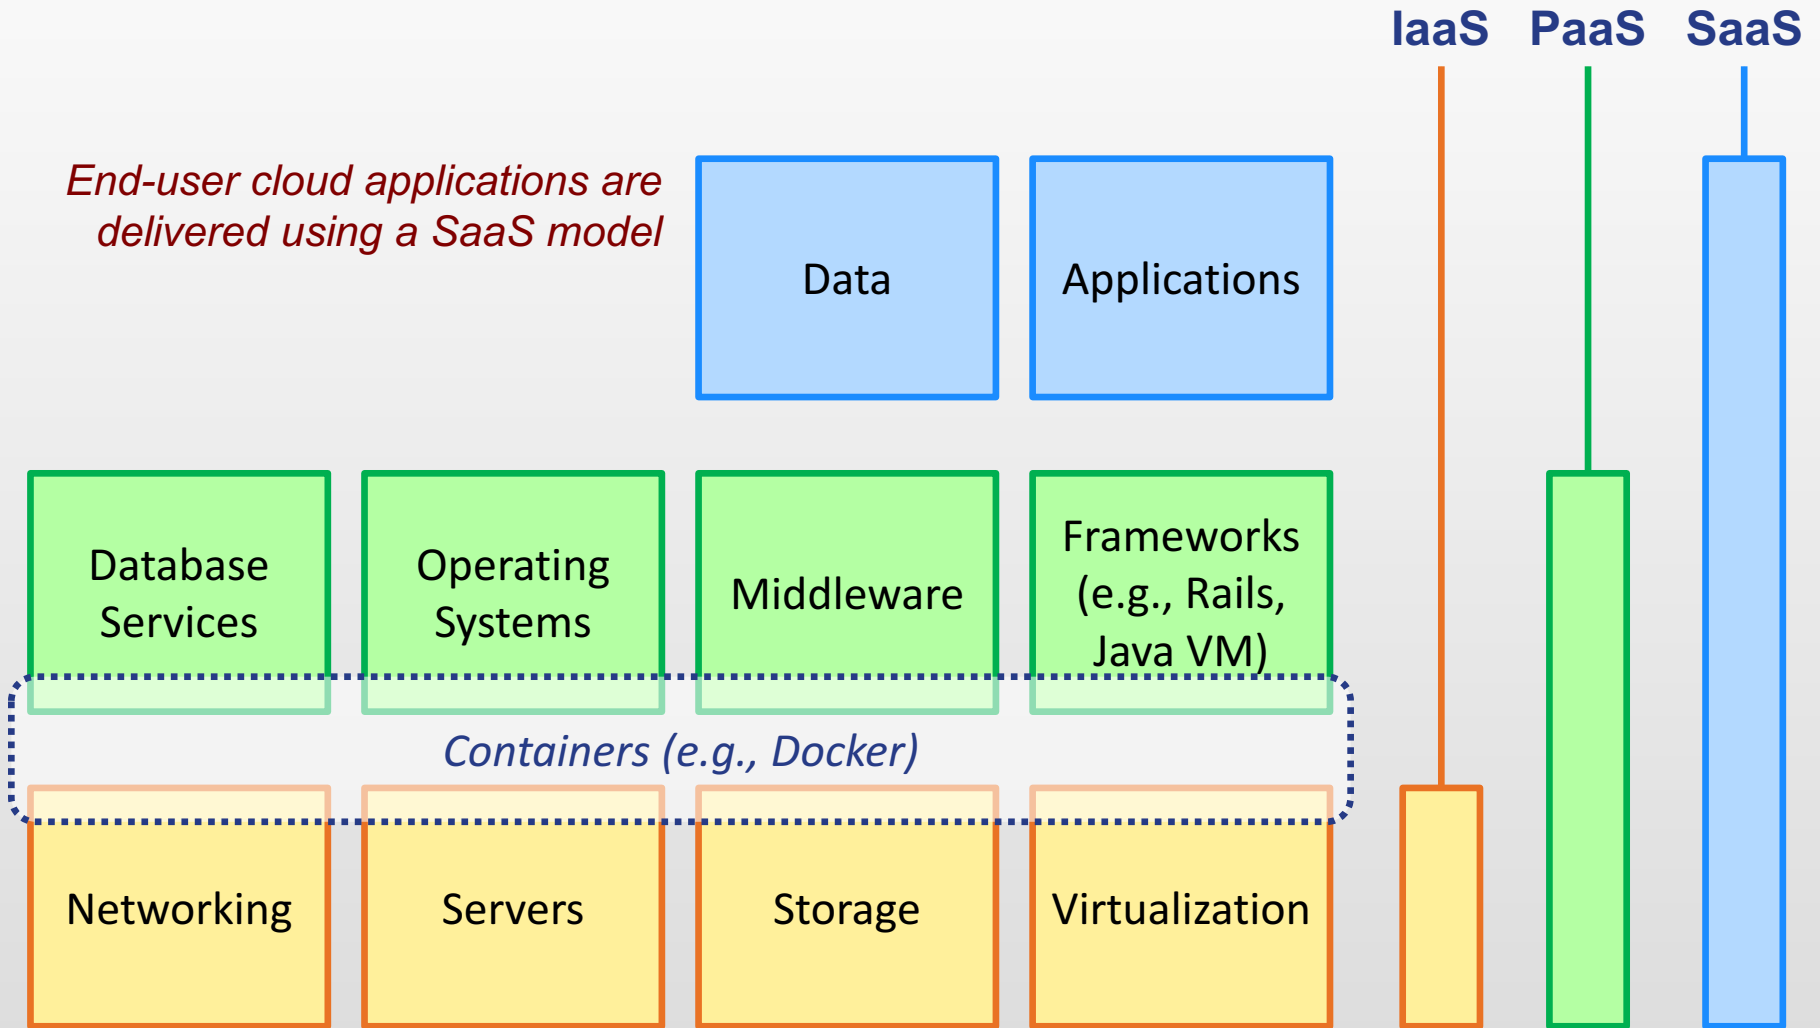 IaaS PaaS SaaS
End-user cloud applications are
delivered using a SaaS model
Data
Applications
Database
Services
Operating
Systems
Middleware
Frameworks
(e.g., Rails,
Java VM)
Containers (e.g., Docker)
Networking
Servers
Storage
Virtualization